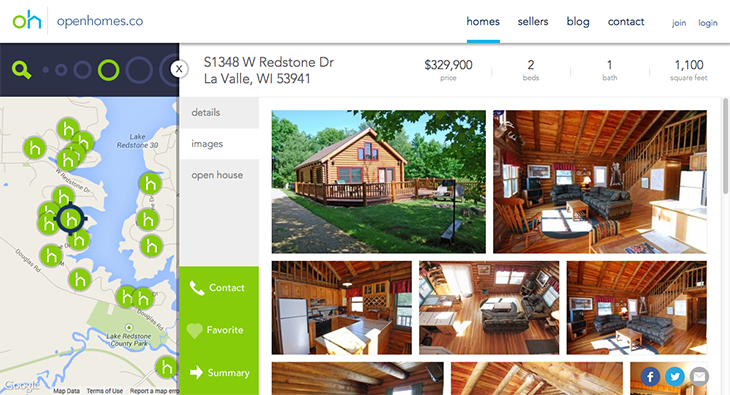 oh openhomes.co
homes sellers blog contact join login
X
S1348 W Redstone Dr
La Valle, WI 53941
$329,900 2 1 1,100
price beds bath square feet
details
images
open house
Lake
Redstone 30
W Redstone Dr
Douglas Rd
Douglas Rd
Lake Redstone
County Park
Contact
Favorite
Summary
Google
Map Data Terms of Use Report a map erro